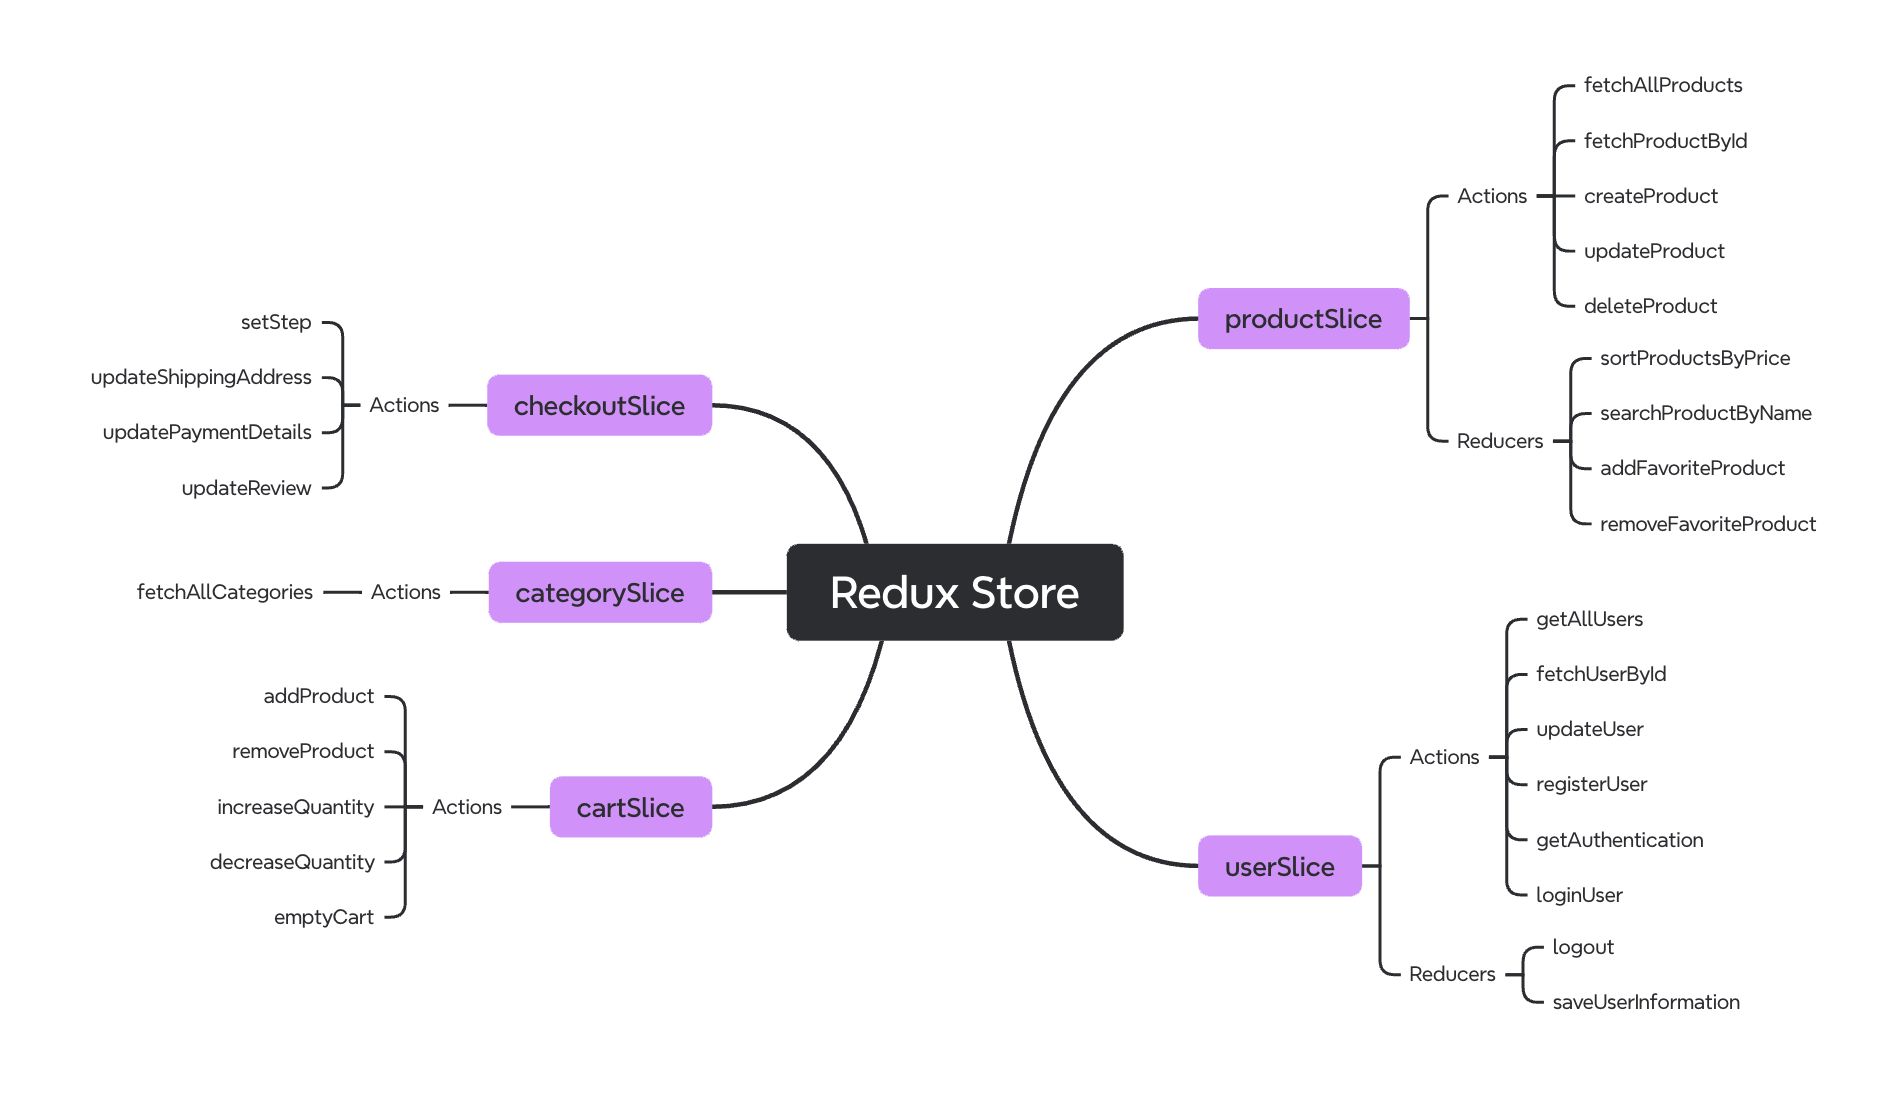 Redux Store
productSlice
Actions
fetchAllProducts
fetchProductById
createProduct
updateProduct
deleteProduct
Reducers
sortProductsByPrice
searchProductByName
addFavoriteProduct
removeFavoriteProduct
userSlice
Actions
getAllUsers
fetchUserById
updateUser
registerUser
getAuthentication
loginUser
Reducers
logout
saveUserInformation
checkoutSlice
Actions
setStep
updateShippingAddress
updatePaymentDetails
updateReview
categorySlice
Actions
fetchAllCategories
cartSlice
Actions
addProduct
removeProduct
increaseQuantity
decreaseQuantity
emptyCart